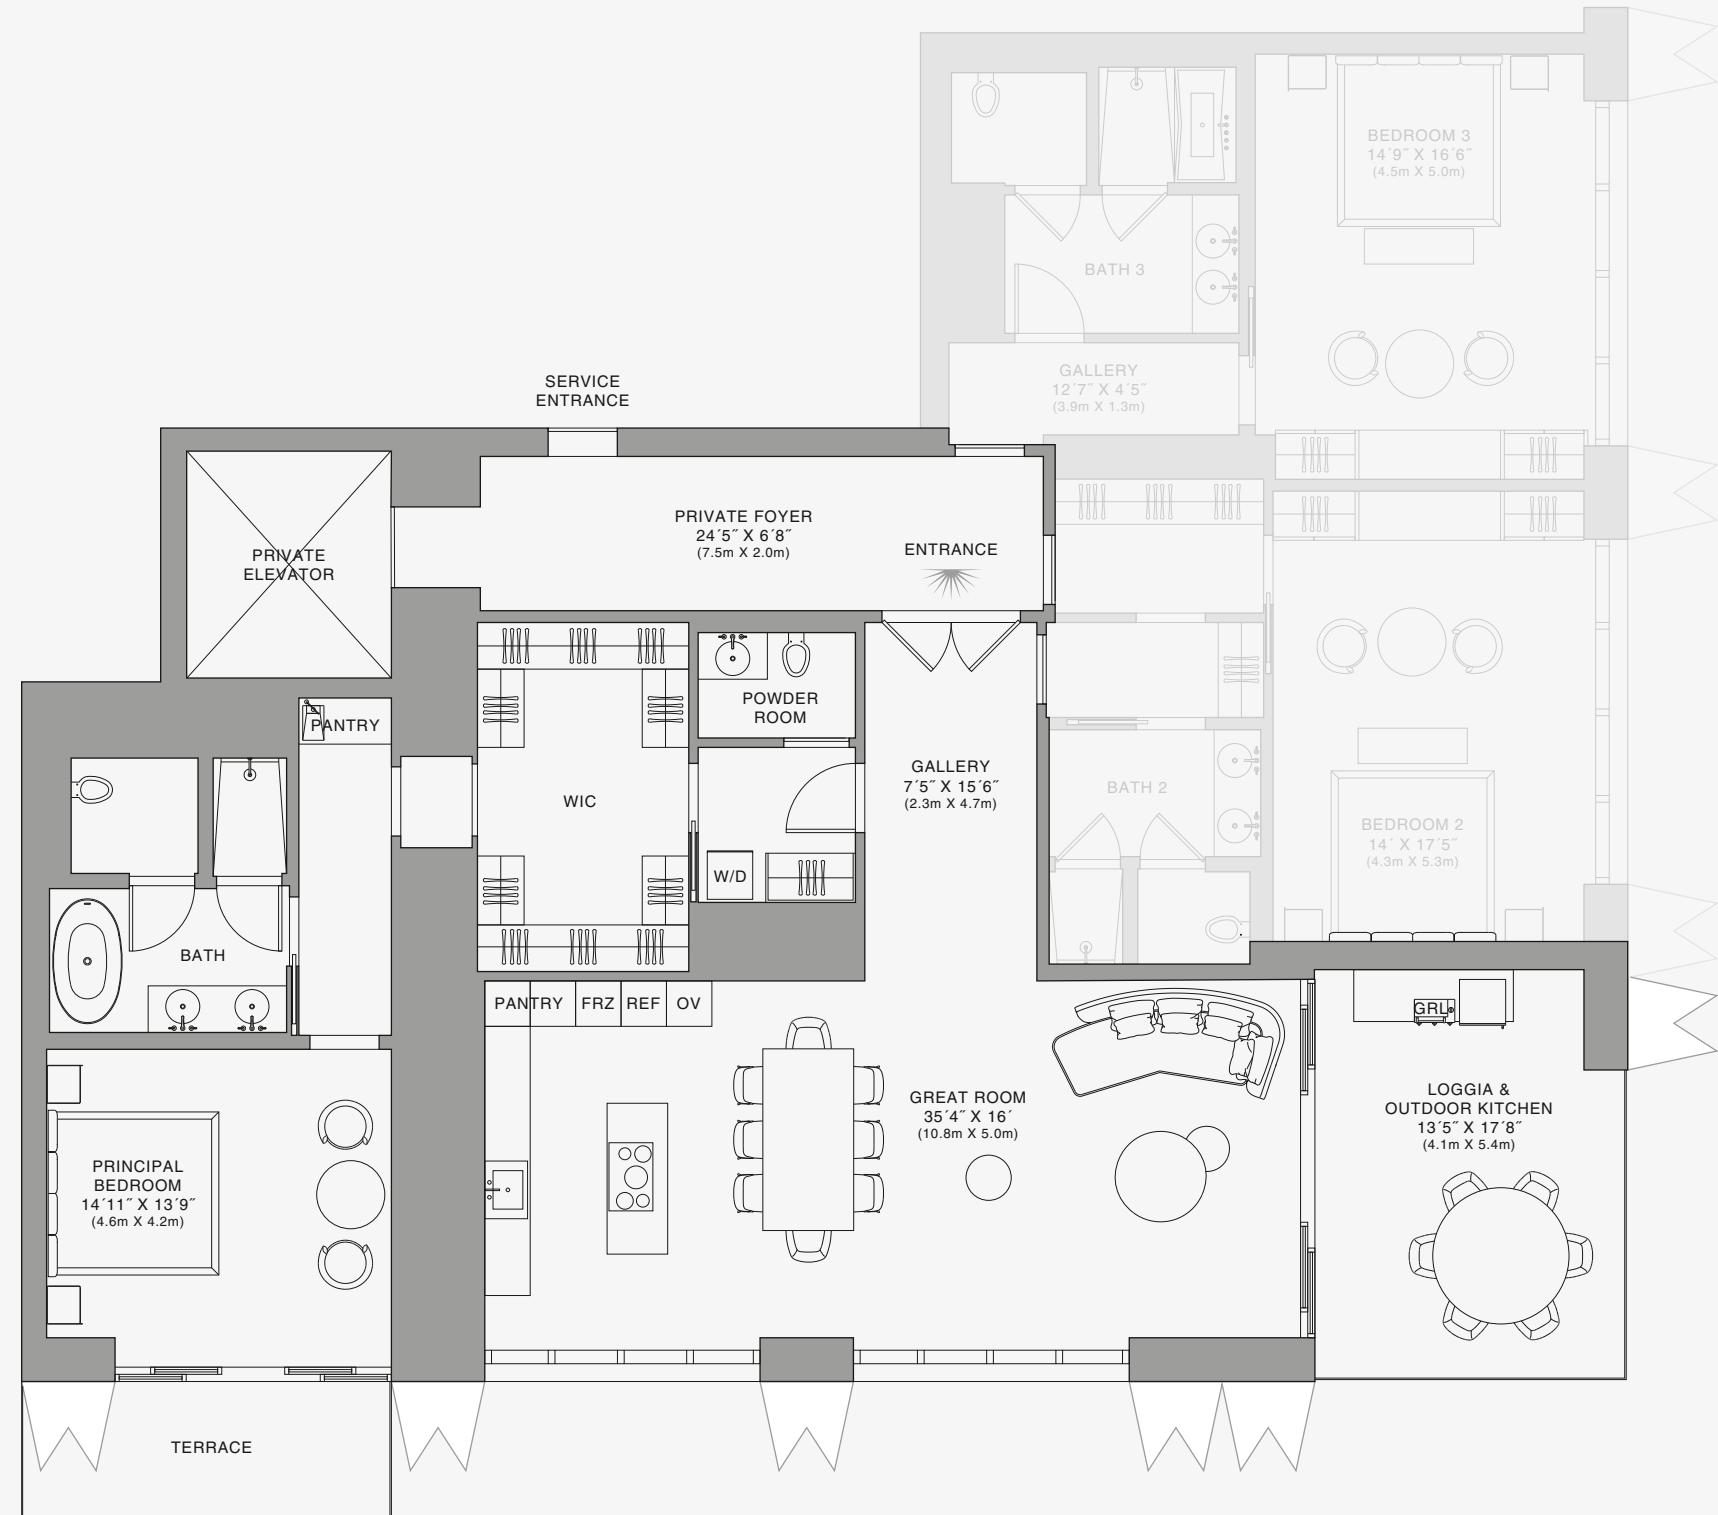 BEDROOM 3
14´9˝ X 16´6˝
(4.5m X 5.0m)
BATH 3
GALLERY
12´7˝ X 4´5˝
(3.9m X 1.3m)
SERVICE
ENTRANCE
PRIVATE FOYER
24´5˝ X 6´8˝
(7.5m X 2.0m)
ENTRANCE
PRIVATE
ELEVATOR
POWDER
ROOM
PANTRY
GALLERY
7´5˝ X 15´6˝
(2.3m X 4.7m)
WIC
BATH 2
BEDROOM 2
14´ X 17´5˝
(4.3m X 5.3m)
W/D
BATH
PANTRY
FRZ
REF
OV
GRL
GREAT ROOM
35´4˝ X 16´
(10.8m X 5.0m)
LOGGIA &
OUTDOOR KITCHEN
13´5˝ X 17´8˝
(4.1m X 5.4m)
PRINCIPAL
BEDROOM
14´11˝ X 13´9˝
(4.6m X 4.2m)
TERRACE